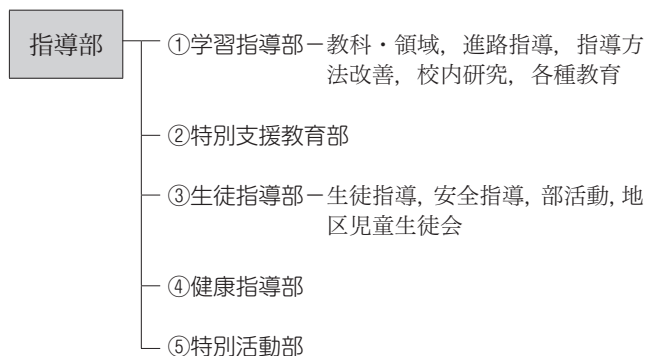 指導部
①学習指導部－教科・領域，進路指導，指導方
法改善，校内研究，各種教育
②特別支援教育部
③生徒指導部－生徒指導，安全指導，部活動，地
区児童生徒会
④健康指導部
⑤特別活動部